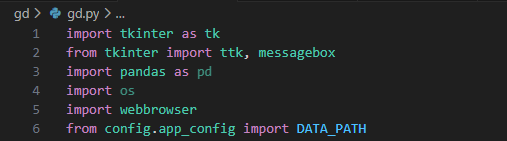 gd > gd.py > ...
1 import tkinter as tk
2 from tkinter import ttk, messagebox
3 import pandas as pd
4 import os
5 import webbrowser
6 from config.app_config import DATA_PATH